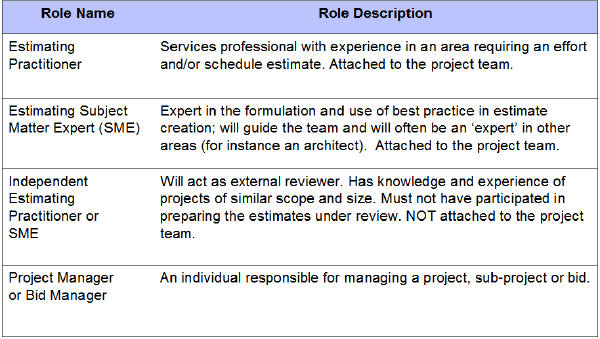 Role Name Role Description
Estimating Practitioner
Services professional with experience in an area requiring an effort
and/or schedule estimate. Attached to the project team.
Estimating Subject
Matter Expert (SME)
Expert in the formulation and use of best practice in estimate
creation; will guide the team and will often be an ‘expert’ in other
areas (for instance an architect).  Attached to the project team.
Independent
Estimating
Practitioner or
SME
Will act as external reviewer. Has knowledge and experience of
projects of similar scope and size. Must not have participated in
preparing the estimates under review. NOT attached to the project
team.
Project Manager
or Bid Manager
An individual responsible for managing a project, sub-project or bid.